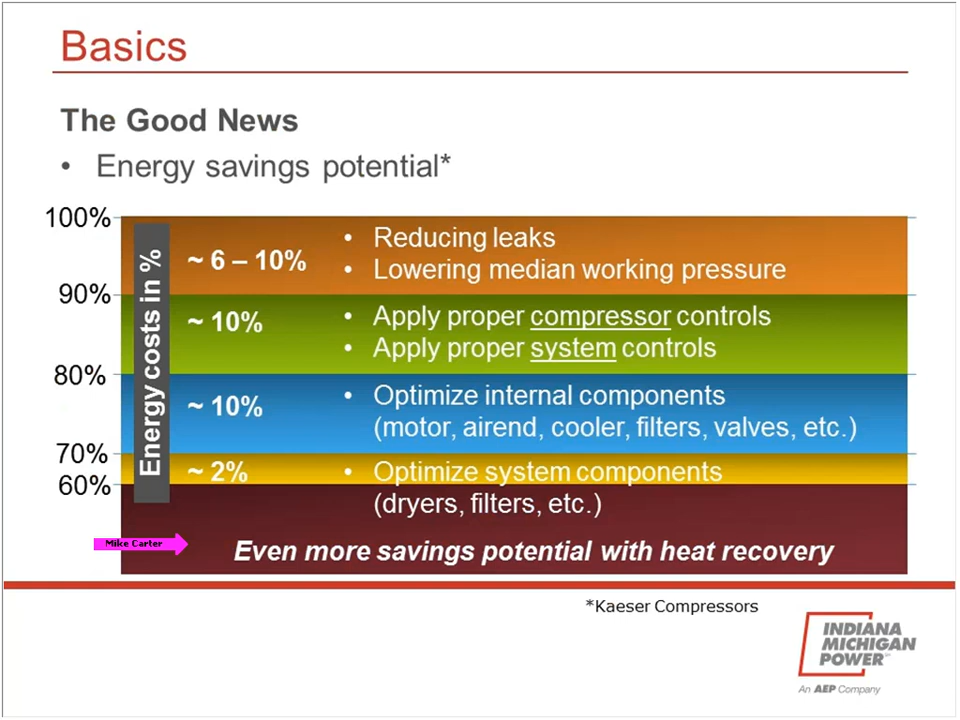 Basics
The Good News
• Energy savings potential*
100%
90%
80%
70%
60%
Energy costs in %
~ 6 – 10%
• Reducing leaks
• Lowering median working pressure
~ 10%
• Apply proper compressor controls
• Apply proper system controls
~ 10%
• Optimize internal components
(motor, airend, cooler, filters, valves, etc.)
~ 2%
• Optimize system components
(dryers, filters, etc.)
Mike Carter
Even more savings potential with heat recovery
*Kaeser Compressors
INDIANA
MICHIGAN
POWER
An AEP Company